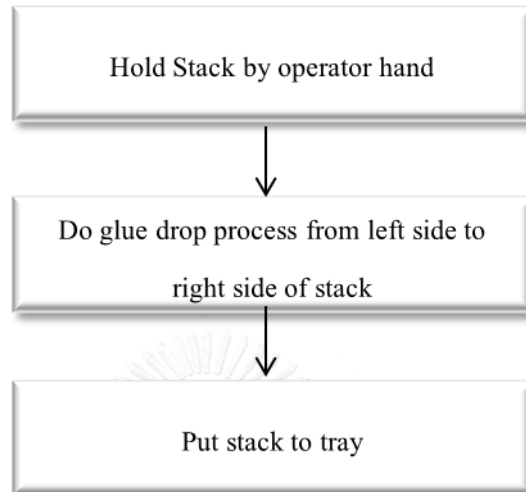 Hold Stack by operator hand
Do glue drop process from left side to
right side of stack
Put stack to tray